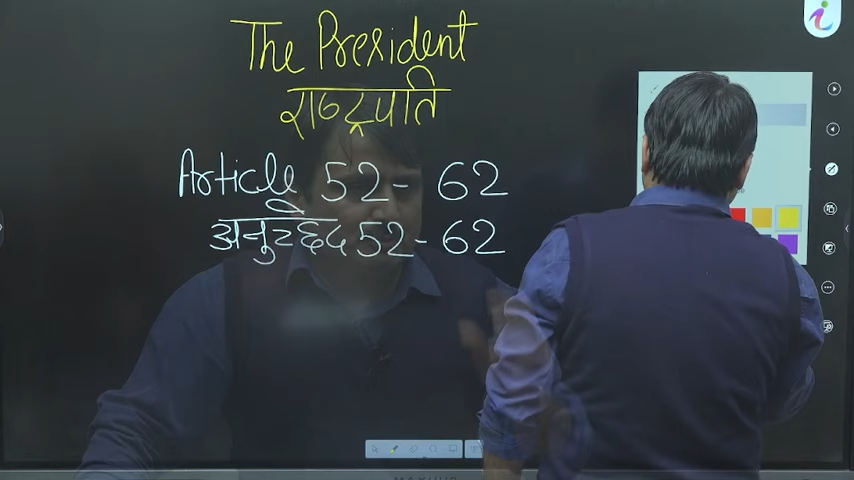 The President
राष्ट्रपति
Article 52- 62
अनुच्छेद 52- 62